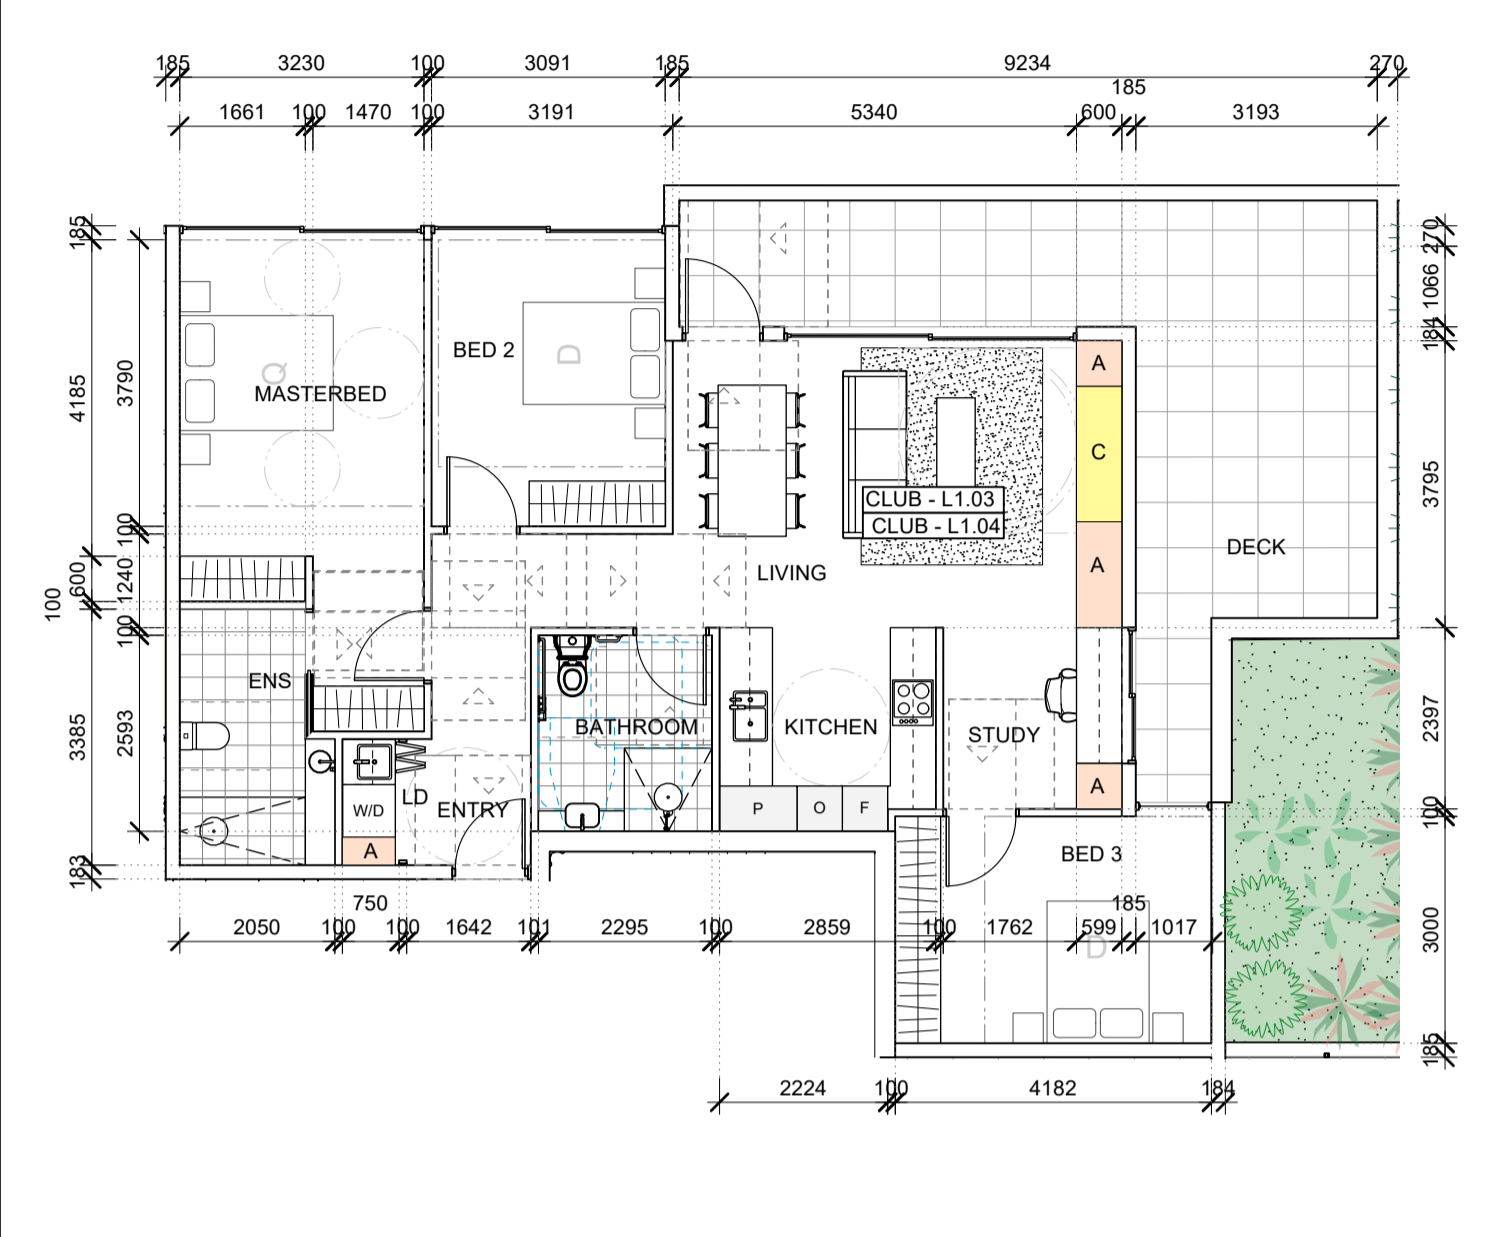 185 3230 100 3091 185 9234 270
185
1661 100 1470 100 3191 5340 600 3193
185
270
1066
184
A
BED 2
D
Q
MASTERBED
4185
3790
C
3795
CLUB - L1.03
CLUB - L1.04
100
DECK
A
LIVING
600
1240
100
100
ENS
3385
2593
BATHROOM
KITCHEN
STUDY
2397
A
LD
ENTRY
W/D
P O F
100
A
BED 3
183
750
185
2050 100 100 1642 101 2295 100 2859 100 1762 599 1017
3000
D
185
2224 100 4182 184